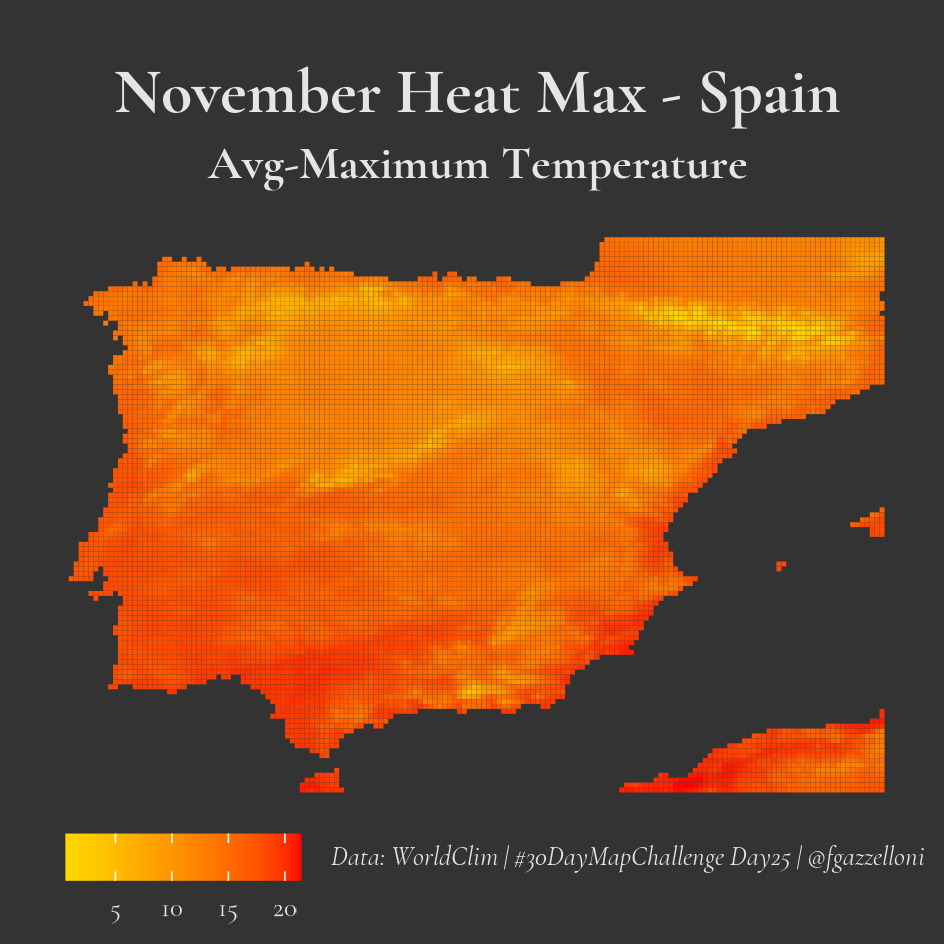 November Heat Max - Spain
Avg-Maximum Temperature
Data: WorldClim | #30DayMapChallenge Day25 | @fgazzelloni
5 10 15 20